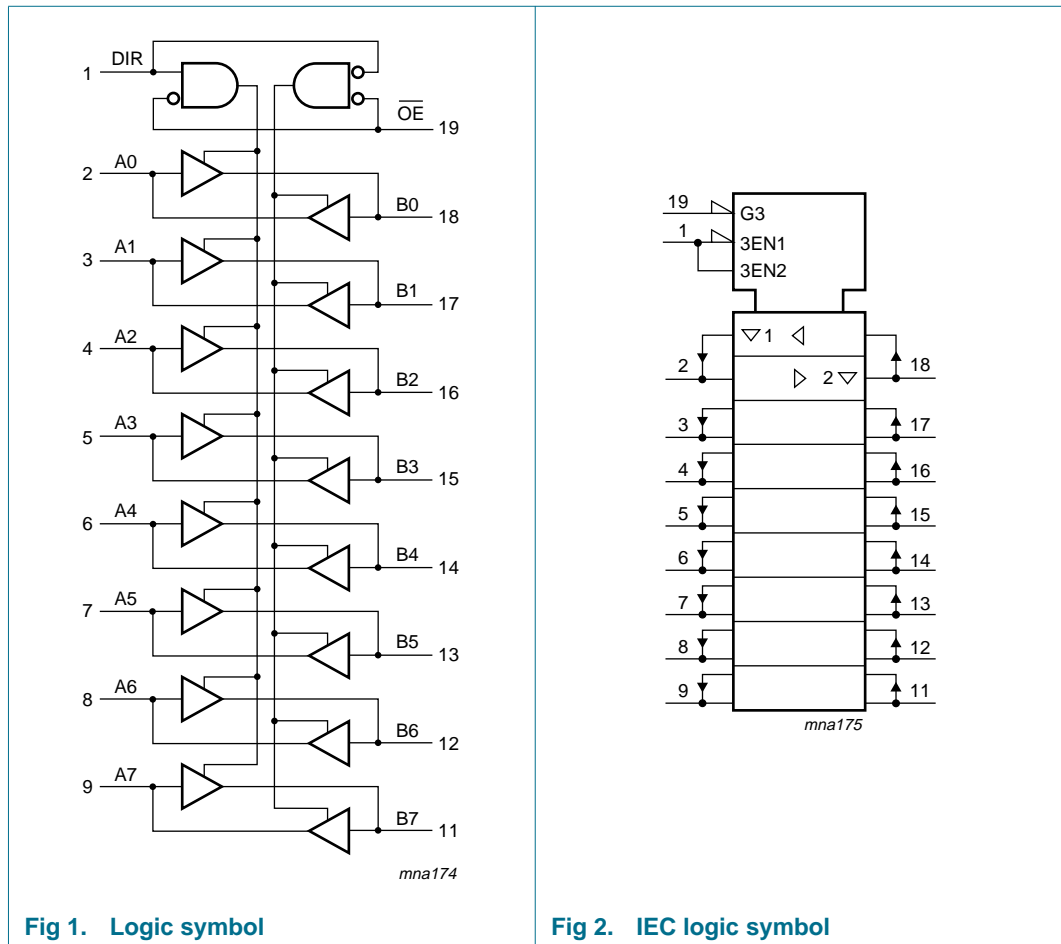 DIR
1
OE
19
A0
2
B0
18
A1
3
B1
17
A2
4
B2
16
A3
5
B3
15
A4
6
B4
14
A5
7
B5
13
A6
8
B6
12
A7
9
B7
11
mna174
Fig 1. Logic symbol
19
G3
1
3EN1
3EN2
1
2
18
2
3
17
4
16
5
15
6
14
7
13
8
12
9
11
mna175
Fig 2. IEC logic symbol